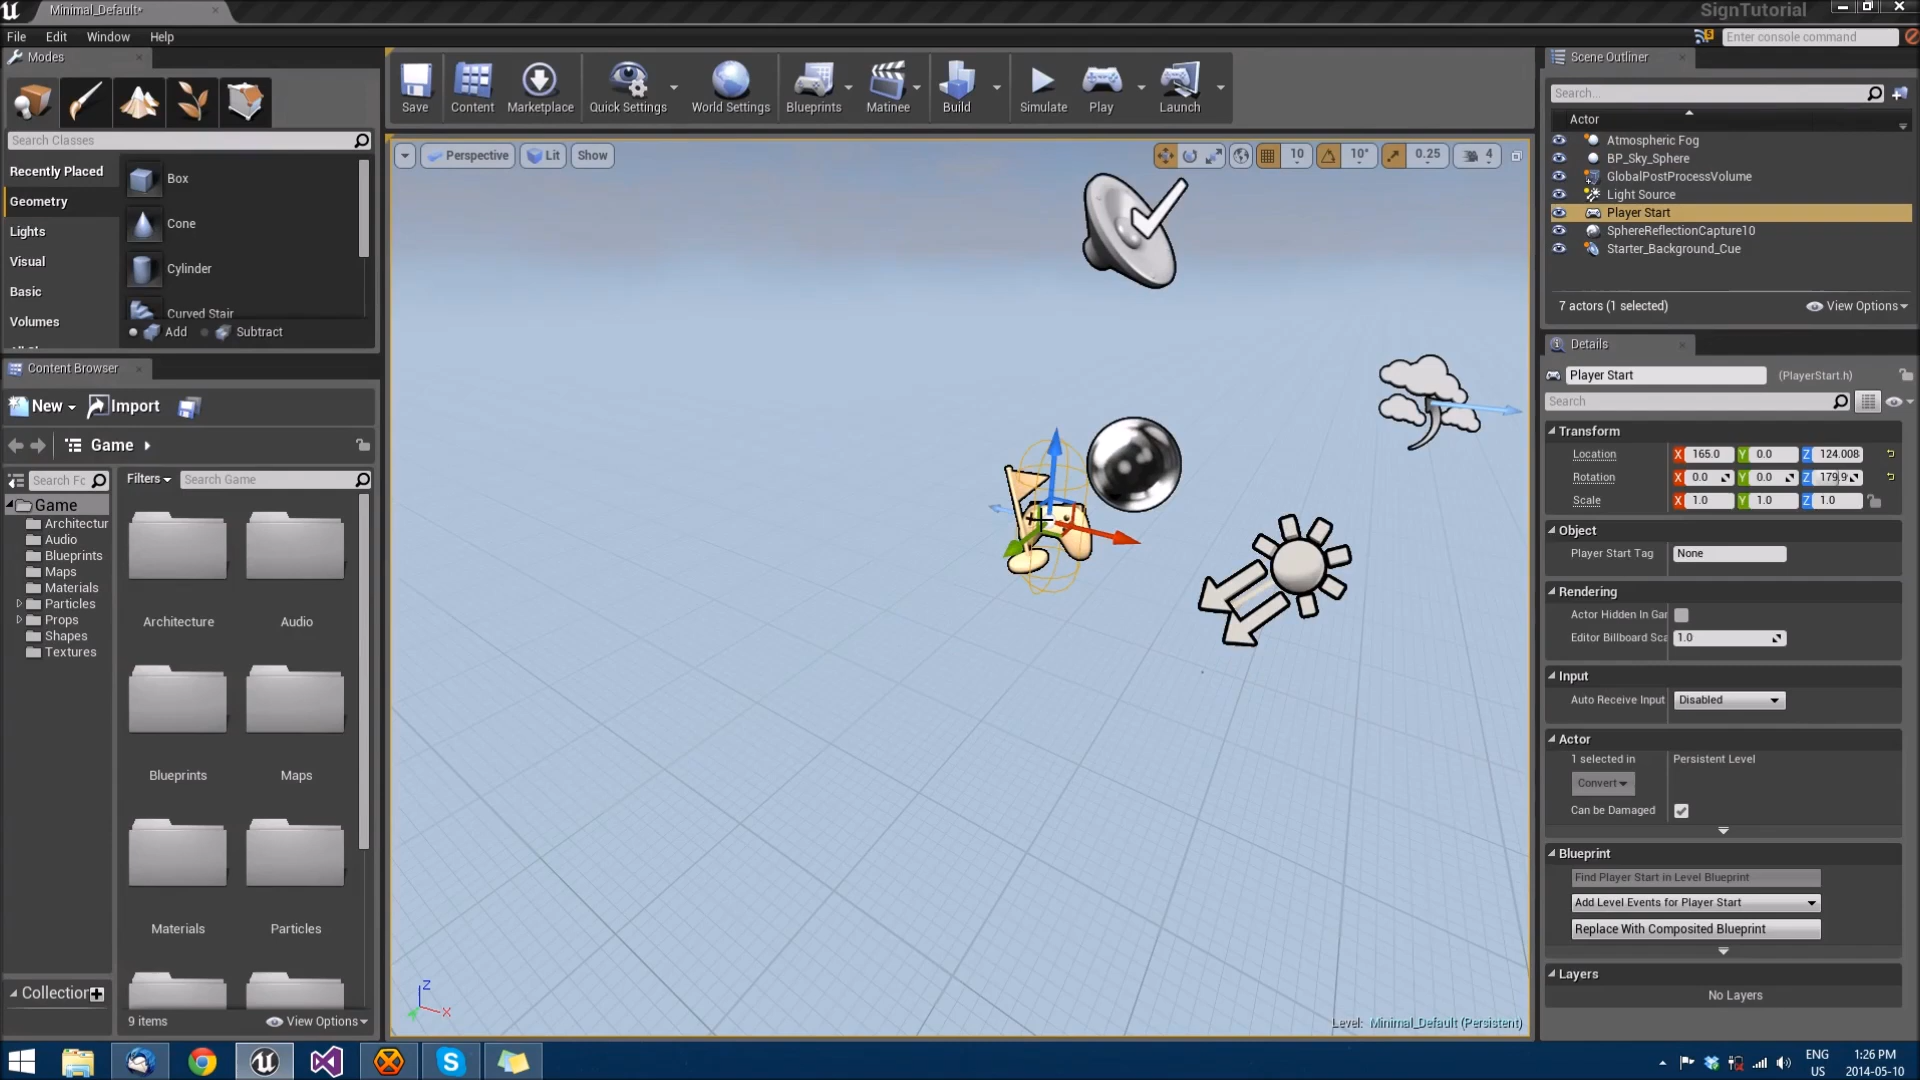 Minimal_Default*
SignTutorial
File Edit Window Help
Enter console command
Modes
Search Classes
Recently Placed
Geometry
Lights
Visual
Basic
Volumes
Box
Cone
Cylinder
Curved Stair
Add Subtract
Save Content Marketplace Quick Settings World Settings Blueprints Matinee Build Simulate Play Launch
Perspective Lit Show
10 10° 0.25 4
Level: Minimal_Default (Persistent)
Z
X
Content Browser
New Import
Game
Search Fc
Filters Search Game
Game
Architectur
Audio
Blueprints
Maps
Materials
Particles
Props
Shapes
Textures
Architecture Audio
Blueprints Maps
Materials Particles
Collection
9 items View Options
Scene Outliner
Search...
Actor
Atmospheric Fog
BP_Sky_Sphere
GlobalPostProcessVolume
Light Source
Player Start
SphereReflectionCapture10
Starter_Background_Cue
7 actors (1 selected) View Options
Details
Player Start (PlayerStart.h)
Search
Transform
Location X 165.0 Y 0.0 Z 124.008
Rotation X 0.0 Y 0.0 Z 179.9
Scale X 1.0 Y 1.0 Z 1.0
Object
Player Start Tag None
Rendering
Actor Hidden In Gar
Editor Billboard Sca 1.0
Input
Auto Receive Input Disabled
Actor
1 selected in Persistent Level
Convert
Can be Damaged
Blueprint
Find Player Start in Level Blueprint
Add Level Events for Player Start
Replace With Composited Blueprint
Layers
No Layers
ENG
US
1:26 PM
2014-05-10